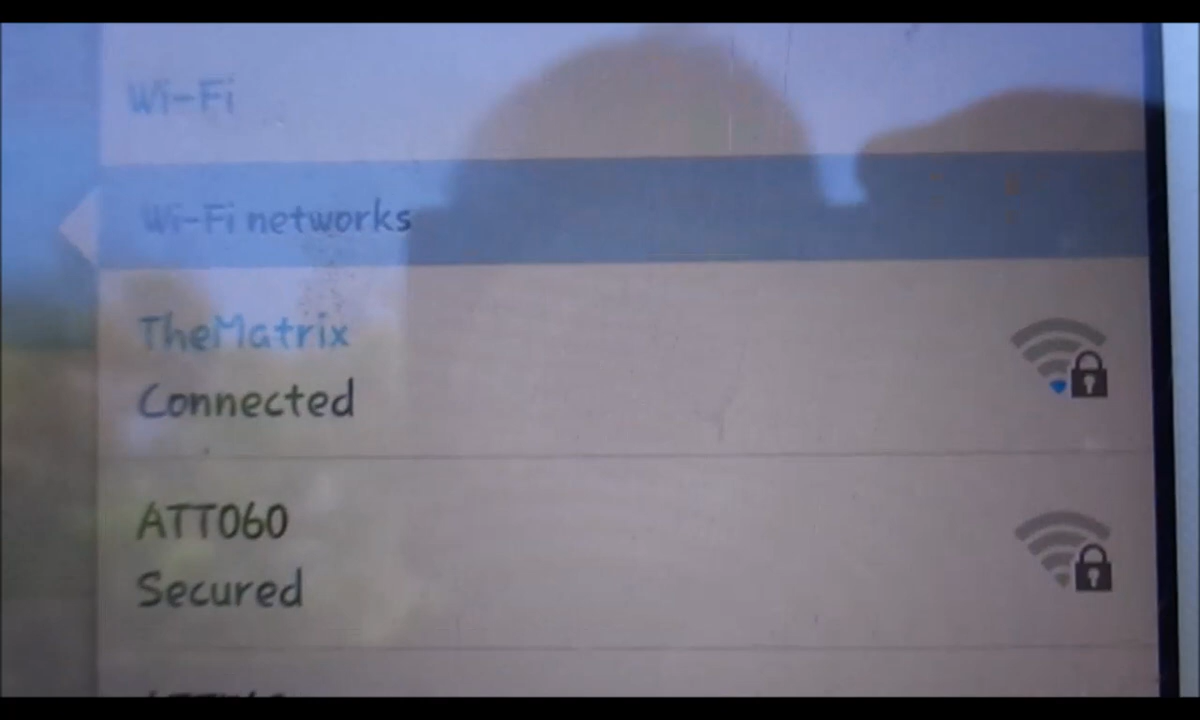 Wi-Fi
Wi-Fi networks
TheMatrix
Connected
ATT060
Secured